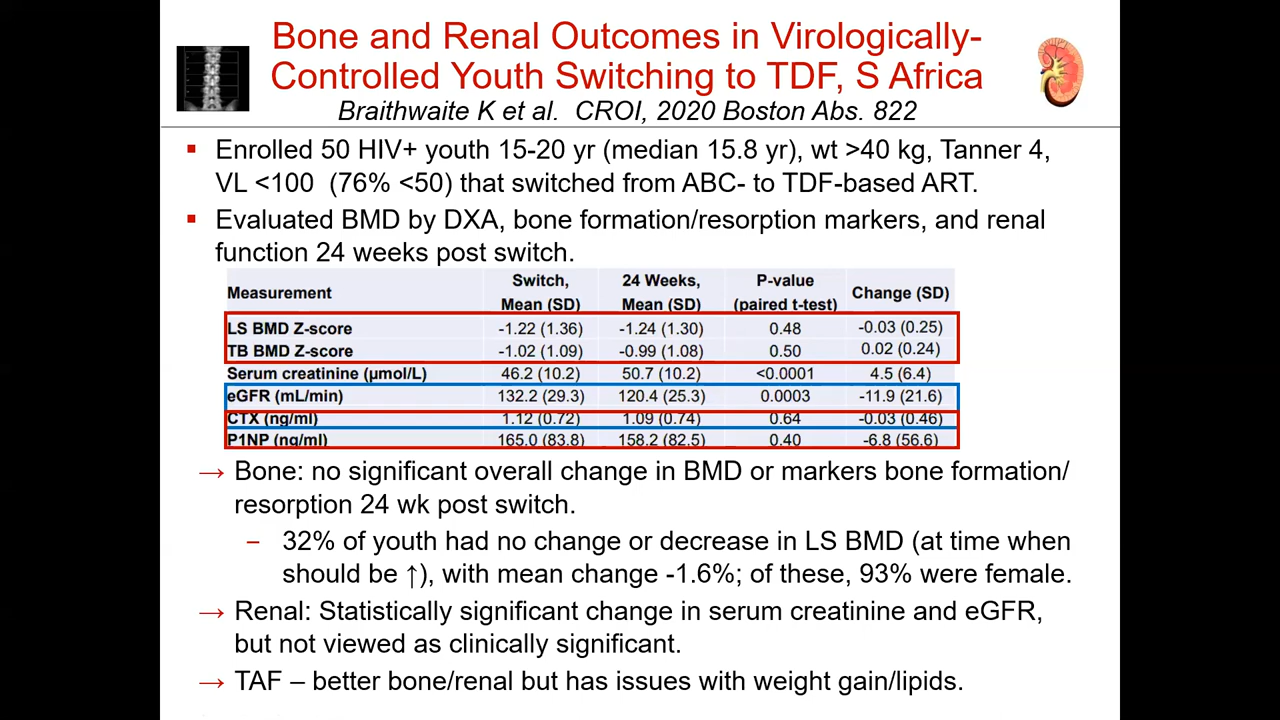 Bone and Renal Outcomes in Virologically-
Controlled Youth Switching to TDF, S Africa
Braithwaite K et al. CROI, 2020 Boston Abs. 822
▪ Enrolled 50 HIV+ youth 15-20 yr (median 15.8 yr), wt >40 kg, Tanner 4,
VL <100 (76% <50) that switched from ABC- to TDF-based ART.
▪ Evaluated BMD by DXA, bone formation/resorption markers, and renal
function 24 weeks post switch.
Measurement Switch, Mean (SD) 24 Weeks, Mean (SD) P-value (paired t-test) Change (SD)
LS BMD Z-score -1.22 (1.36) -1.24 (1.30) 0.48 -0.03 (0.25)
TB BMD Z-score -1.02 (1.09) -0.99 (1.08) 0.50 0.02 (0.24)
Serum creatinine (µmol/L) 46.2 (10.2) 50.7 (10.2) <0.0001 4.5 (6.4)
eGFR (mL/min) 132.2 (29.3) 120.4 (25.3) 0.0003 -11.9 (21.6)
CTX (ng/ml) 1.12 (0.72) 1.09 (0.74) 0.64 -0.03 (0.46)
P1NP (ng/ml) 165.0 (83.8) 158.2 (82.5) 0.40 -6.8 (56.6)
→ Bone: no significant overall change in BMD or markers bone formation/
resorption 24 wk post switch.
– 32% of youth had no change or decrease in LS BMD (at time when
should be ↑), with mean change -1.6%; of these, 93% were female.
→ Renal: Statistically significant change in serum creatinine and eGFR,
but not viewed as clinically significant.
→ TAF – better bone/renal but has issues with weight gain/lipids.